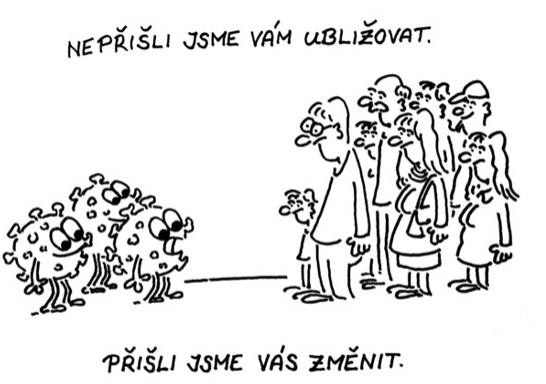 NEPŘIŠLI JSME VÁM UBLIŽOVAT.
PŘIŠLI JSME VÁS ZMĚNIT.